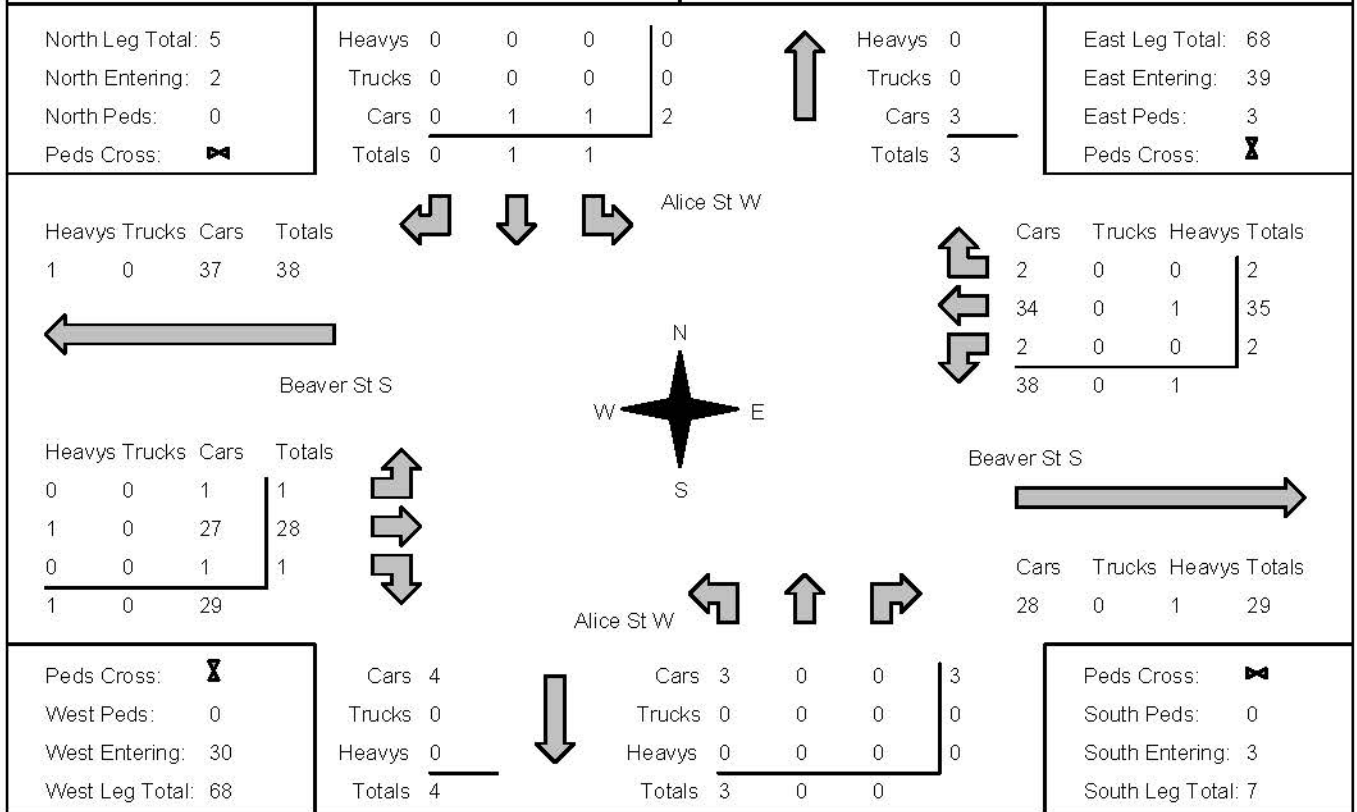 North Leg Total: 5
North Entering: 2
North Peds: 0
Peds Cross:
Heavys 0 0 0 0
Trucks 0 0 0 0
Cars 0 1 1 2
Totals 0 1 1
Heavys 0
Trucks 0
Cars 3
Totals 3
East Leg Total: 68
East Entering: 39
East Peds: 3
Peds Cross:
Alice St W
Heavys Trucks Cars Totals
1 0 37 38
Cars Trucks Heavys Totals
2 0 0 2
34 0 1 35
2 0 0 2
38 0 1
Beaver St S
N
W E
S
Heavys Trucks Cars Totals
0 0 1 1
1 0 27 28
0 0 1 1
1 0 29
Beaver St S
Cars Trucks Heavys Totals
28 0 1 29
Alice St W
Peds Cross:
West Peds: 0
West Entering: 30
West Leg Total: 68
Cars 4
Trucks 0
Heavys 0
Totals 4
Cars 3 0 0 3
Trucks 0 0 0 0
Heavys 0 0 0 0
Totals 3 0 0
Peds Cross:
South Peds: 0
South Entering: 3
South Leg Total: 7